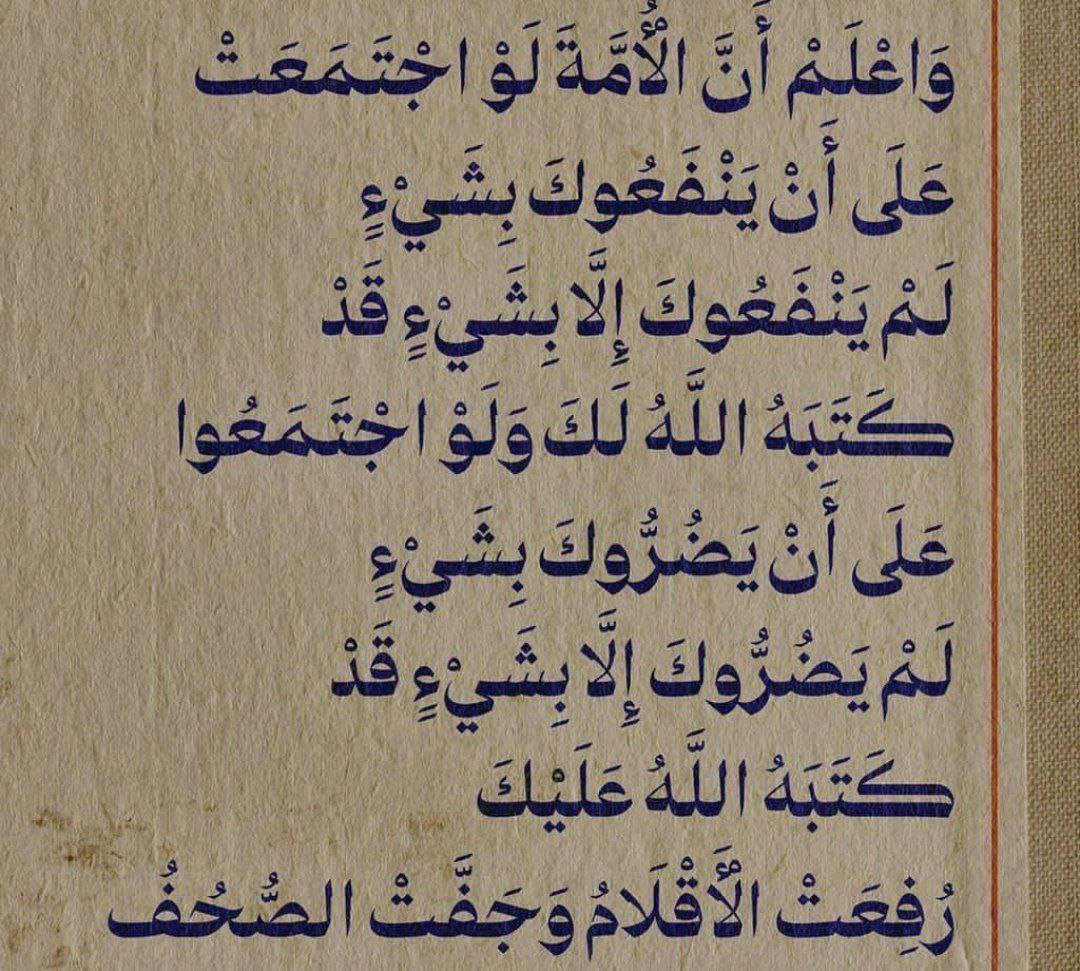 وَاعْلَمْ أَنَّ الْأُمَّةَ لَوْ اجْتَمَعَتْ
عَلَى أَنْ يَنْفَعُوكَ بِشَيْءٍ
لَمْ يَنْفَعُوكَ إِلَّا بِشَيْءٍ قَدْ
كَتَبَهُ اللَّهُ لَكَ وَلَوْ اجْتَمَعُوا
عَلَى أَنْ يَضُرُّوكَ بِشَيْءٍ
لَمْ يَضُرُّوكَ إِلَّا بِشَيْءٍ قَدْ
كَتَبَهُ اللَّهُ عَلَيْكَ
رُفِعَتْ الْأَقْلَامُ وَجَفَّتْ الصُّحُفُ